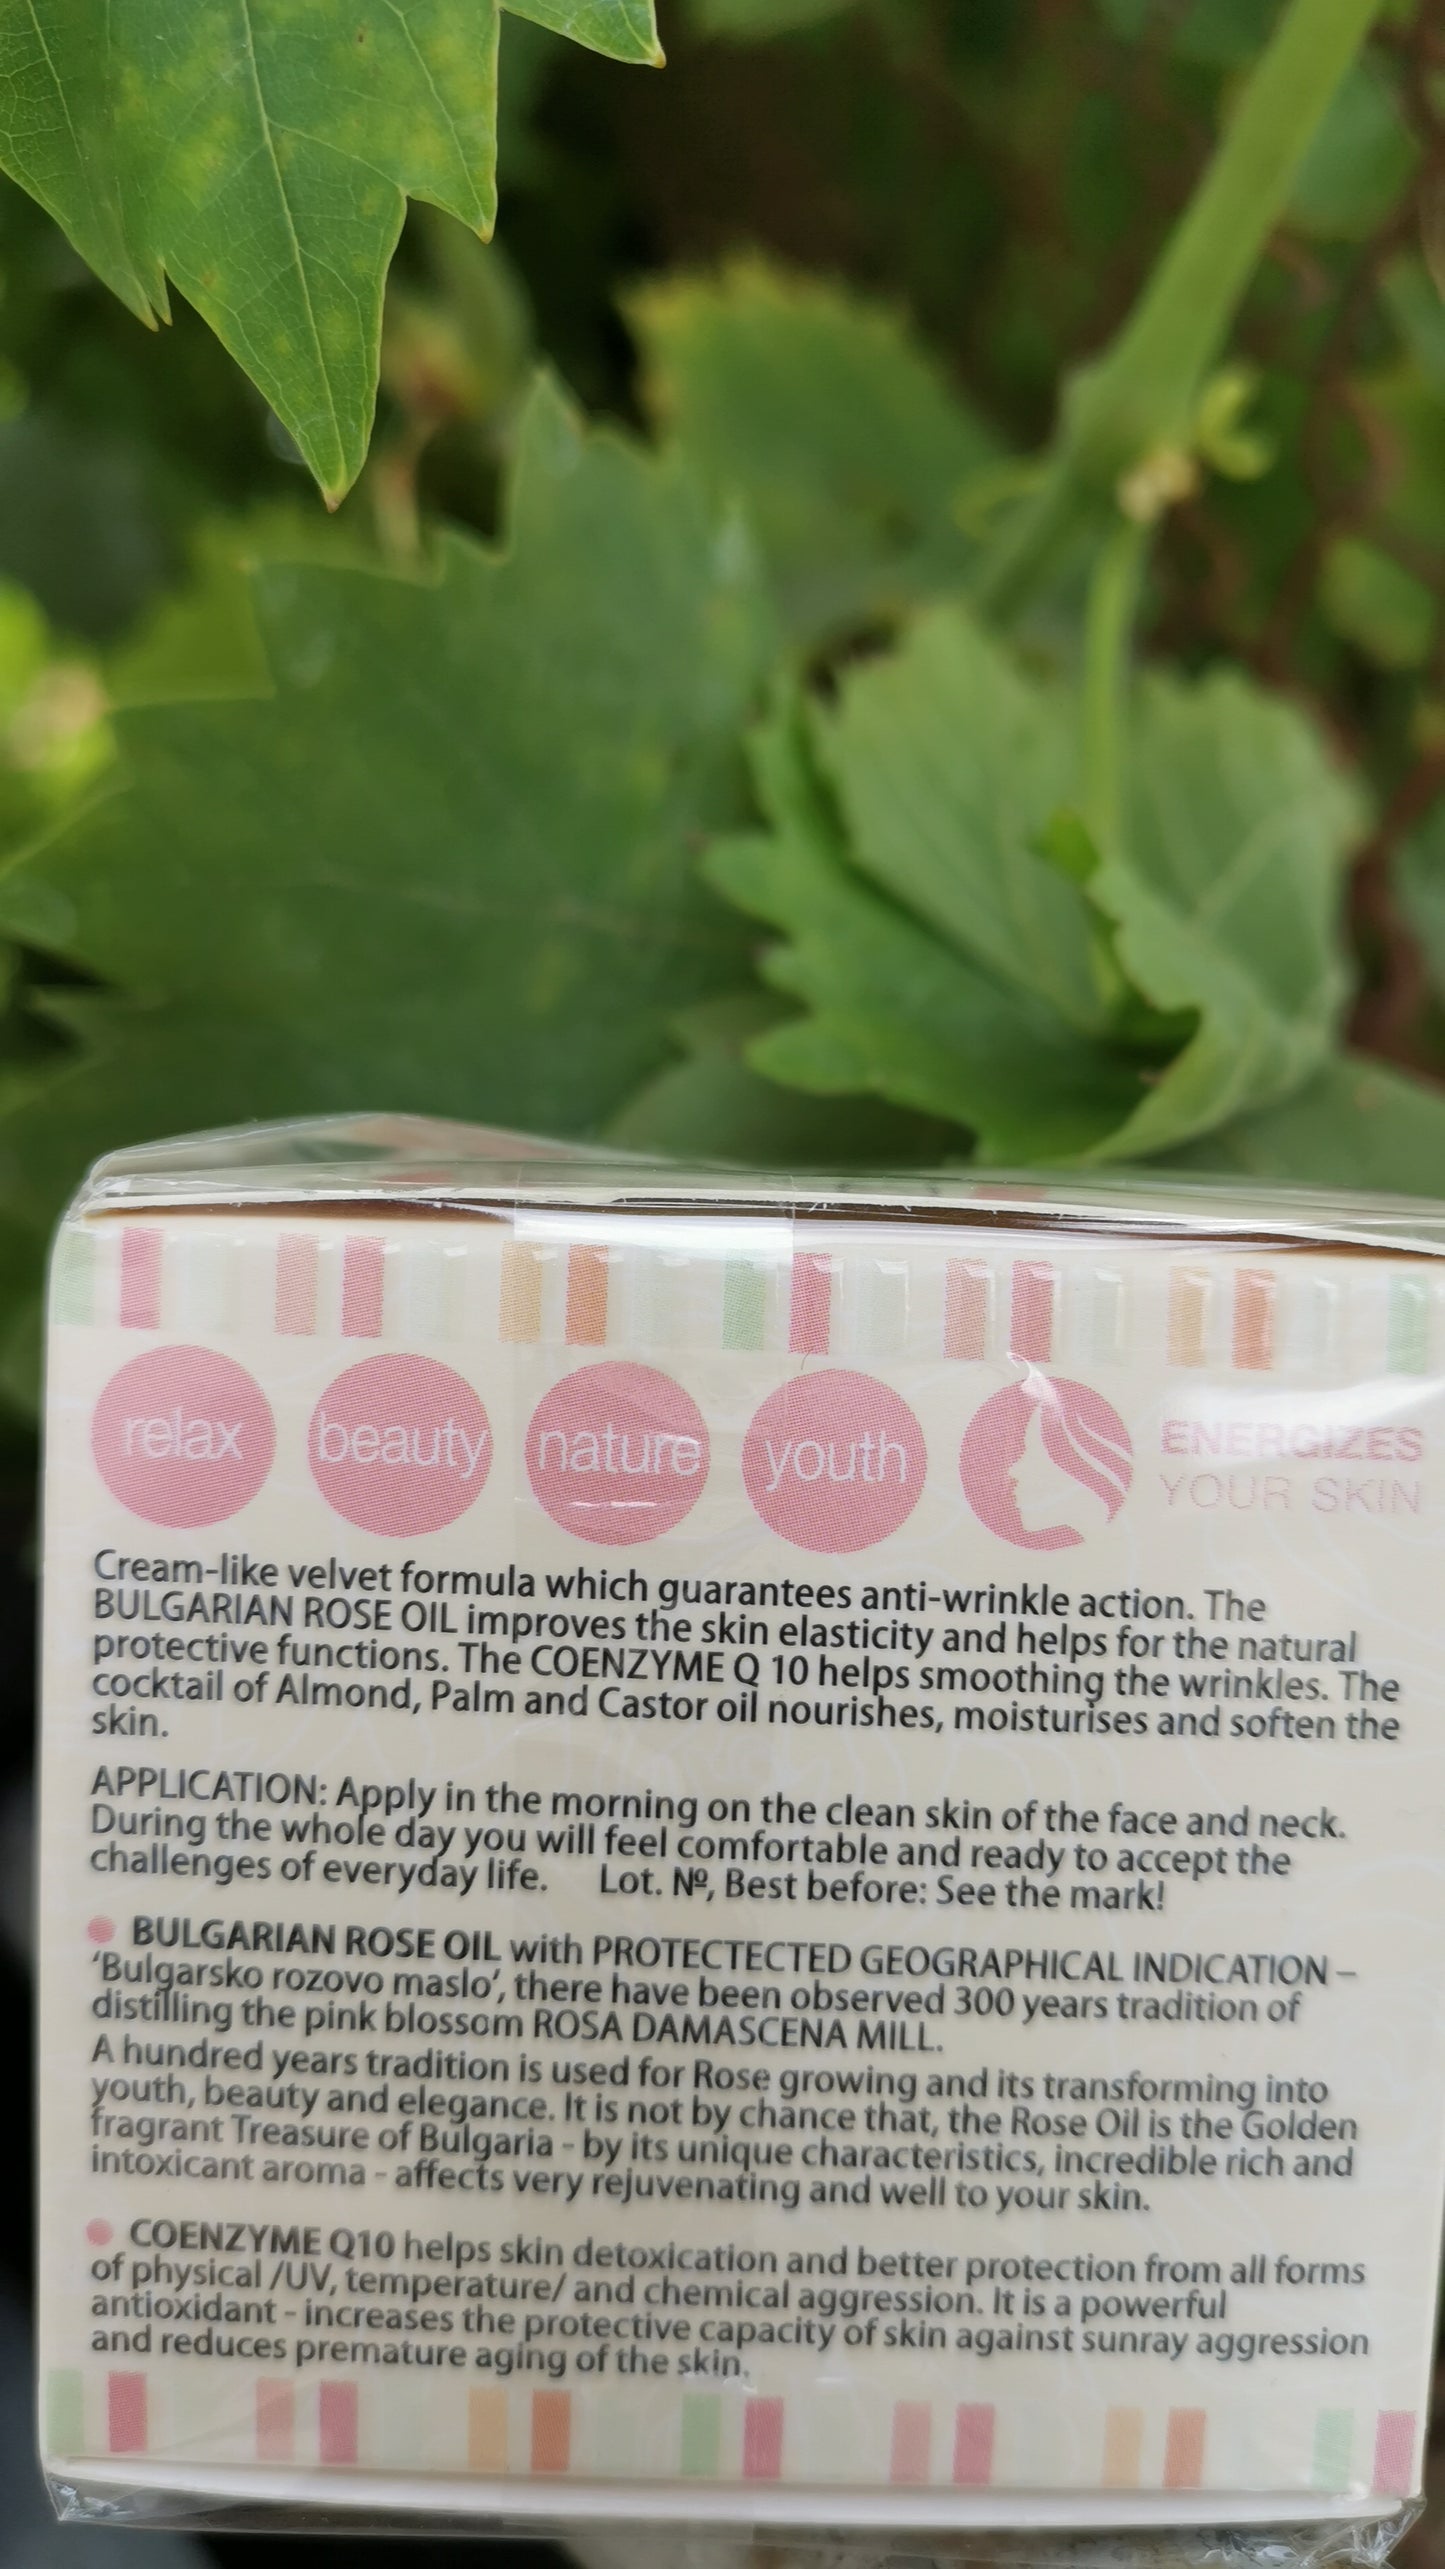 relax beauty nature youth ENERGIZES
YOUR SKIN
Cream-like velvet formula which guarantees anti-wrinkle action. The
BULGARIAN ROSE OIL improves the skin elasticity and helps for the natural
protective functions. The COENZYME Q 10 helps smoothing the wrinkles. The
cocktail of Almond, Palm and Castor oil nourishes, moisturises and soften the
skin.
APPLICATION: Apply in the morning on the clean skin of the face and neck.
During the whole day you will feel comfortable and ready to accept the
challenges of everyday life. Lot. №, Best before: See the mark!
BULGARIAN ROSE OIL with PROTECTECTED GEOGRAPHICAL INDICATION –
‘Bulgarsko rozovo maslo’, there have been observed 300 years tradition of
distilling the pink blossom ROSA DAMASCENA MILL.
A hundred years tradition is used for Rose growing and its transforming into
youth, beauty and elegance. It is not by chance that, the Rose Oil is the Golden
fragrant Treasure of Bulgaria - by its unique characteristics, incredible rich and
intoxicant aroma - affects very rejuvenating and well to your skin.
COENZYME Q10 helps skin detoxication and better protection from all forms
of physical /UV, temperature/ and chemical aggression. It is a powerful
antioxidant - increases the protective capacity of skin against sunray aggression
and reduces premature aging of the skin.